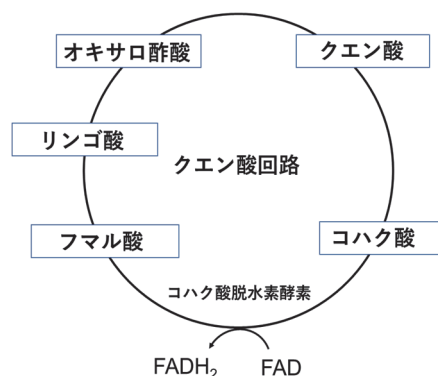 オキサロ酢酸
クエン酸
リンゴ酸
クエン酸回路
フマル酸
コハク酸
コハク酸脱水素酵素
FADH₂
FAD